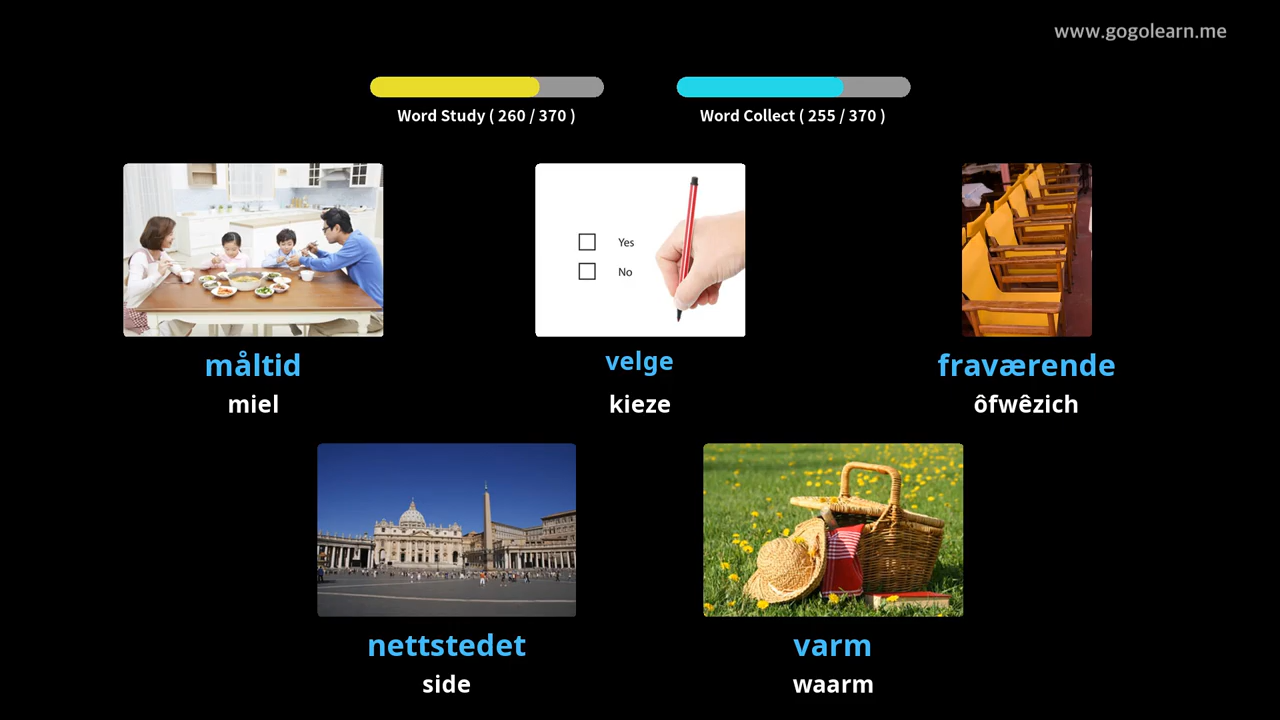 www.gogolearn.me
Word Study ( 260 / 370 )
Word Collect ( 255 / 370 )
Yes
No
måltid
velge
fraværende
miel
kieze
ôfwêzich
nettstedet
varm
side
waarm